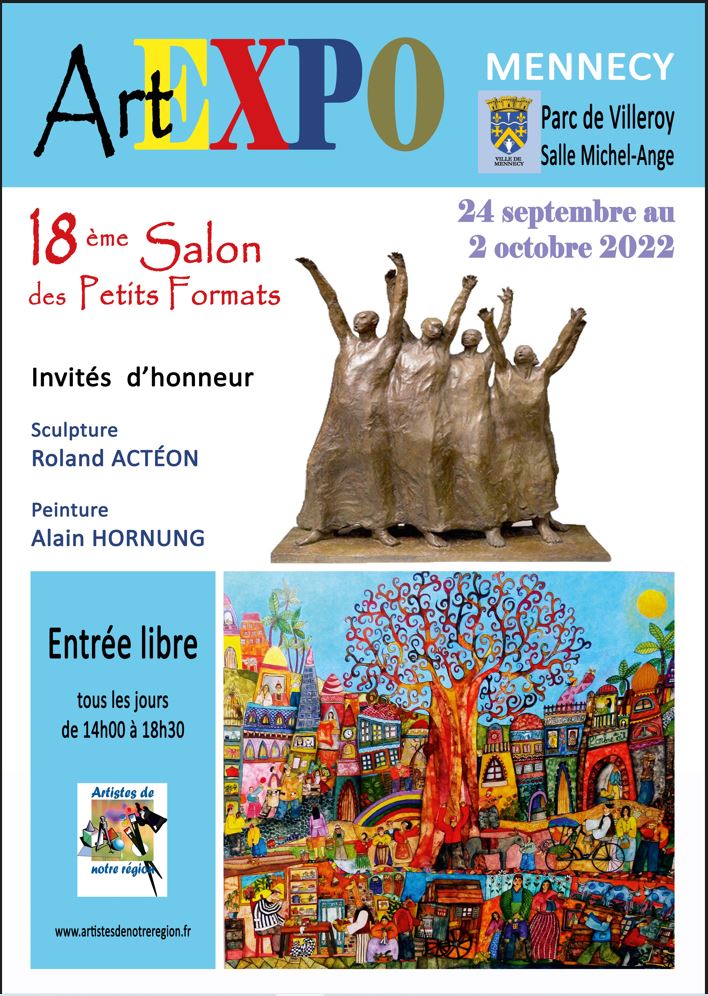 ArtEXPO
MENNECY
VILLE DE
MENNECY
Parc de Villeroy
Salle Michel-Ange
18 ème Salon
des Petits Formats
24 septembre au
2 octobre 2022
Invités d'honneur
Sculpture
Roland ACTÉON
Peinture
Alain HORNUNG
Entrée libre
tous les jours
de 14h00 à 18h30
Artistes de
notre région
www.artistesdenotreregion.fr